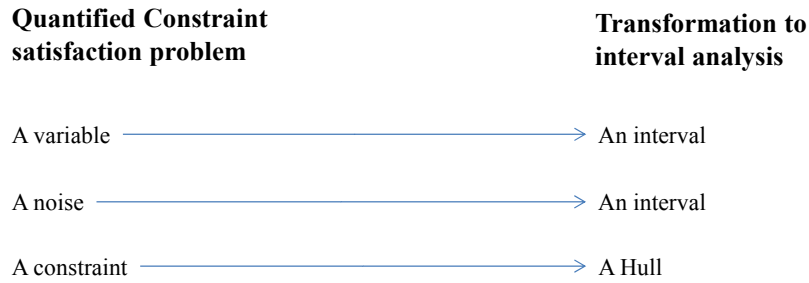 Quantified Constraint
satisfaction problem
Transformation to
interval analysis
A variable
An interval
A noise
An interval
A constraint
A Hull